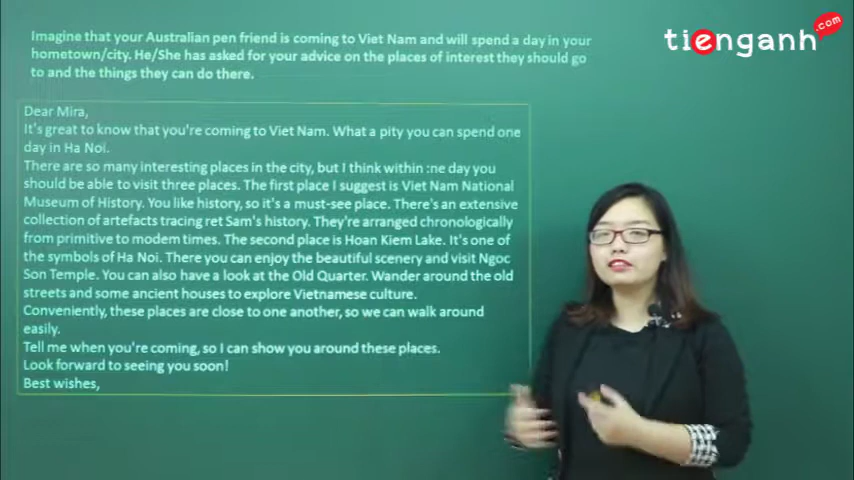 Imagine that your Australian pen friend is coming to Viet Nam and will spend a day in your
hometown/city. He/She has asked for your advice on the places of interest they should go
to and the things they can do there.
tienganh
.com
Dear Mira,
It's great to know that you're coming to Viet Nam. What a pity you can spend one
day in Ha Noi.
There are so many interesting places in the city, but I think within :ne day you
should be able to visit three places. The first place I suggest is Viet Nam National
Museum of History. You like history, so it's a must-see place. There's an extensive
collection of artefacts tracing ret Sam's history. They're arranged chronologically
from primitive to modem times. The second place is Hoan Kiem Lake. It's one of
the symbols of Ha Noi. There you can enjoy the beautiful scenery and visit Ngoc
Son Temple. You can also have a look at the Old Quarter. Wander around the old
streets and some ancient houses to explore Vietnamese culture.
Conveniently, these places are close to one another, so we can walk around
easily.
Tell me when you're coming, so I can show you around these places.
Look forward to seeing you soon!
Best wishes,